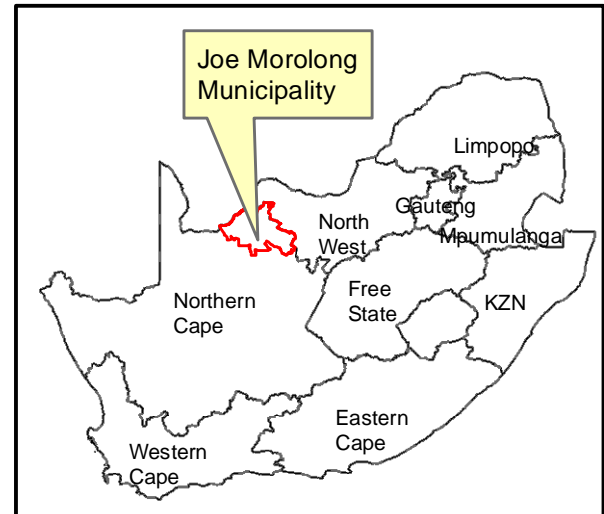 Joe Morolong
Municipality
Limpopo
Gauteng
North
West
Mpumulanga
Northern
Cape
Free
State
KZN
Eastern
Cape
Western
Cape